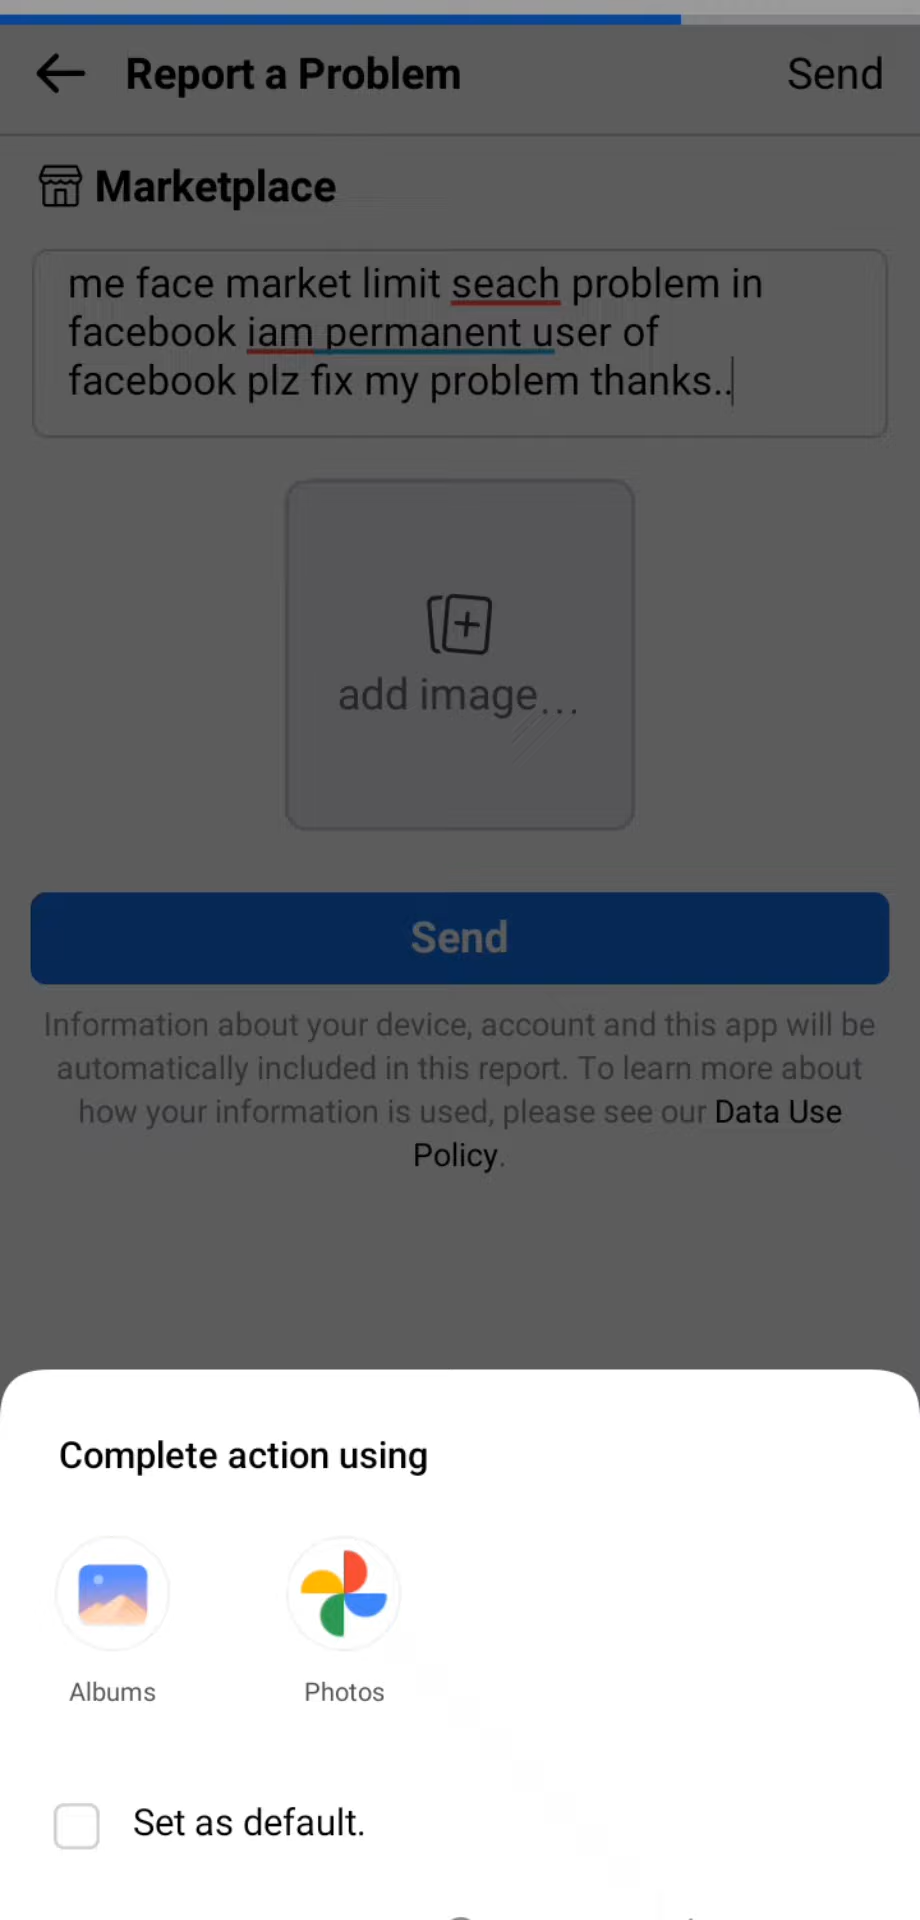 Report a Problem
Send
Marketplace
me face market limit seach problem in
facebook iam permanent user of
facebook plz fix my problem thanks..
add image...
Send
Information about your device, account and this app will be
automatically included in this report. To learn more about
how your information is used, please see our Data Use
Policy.
Complete action using
Albums
Photos
Set as default.